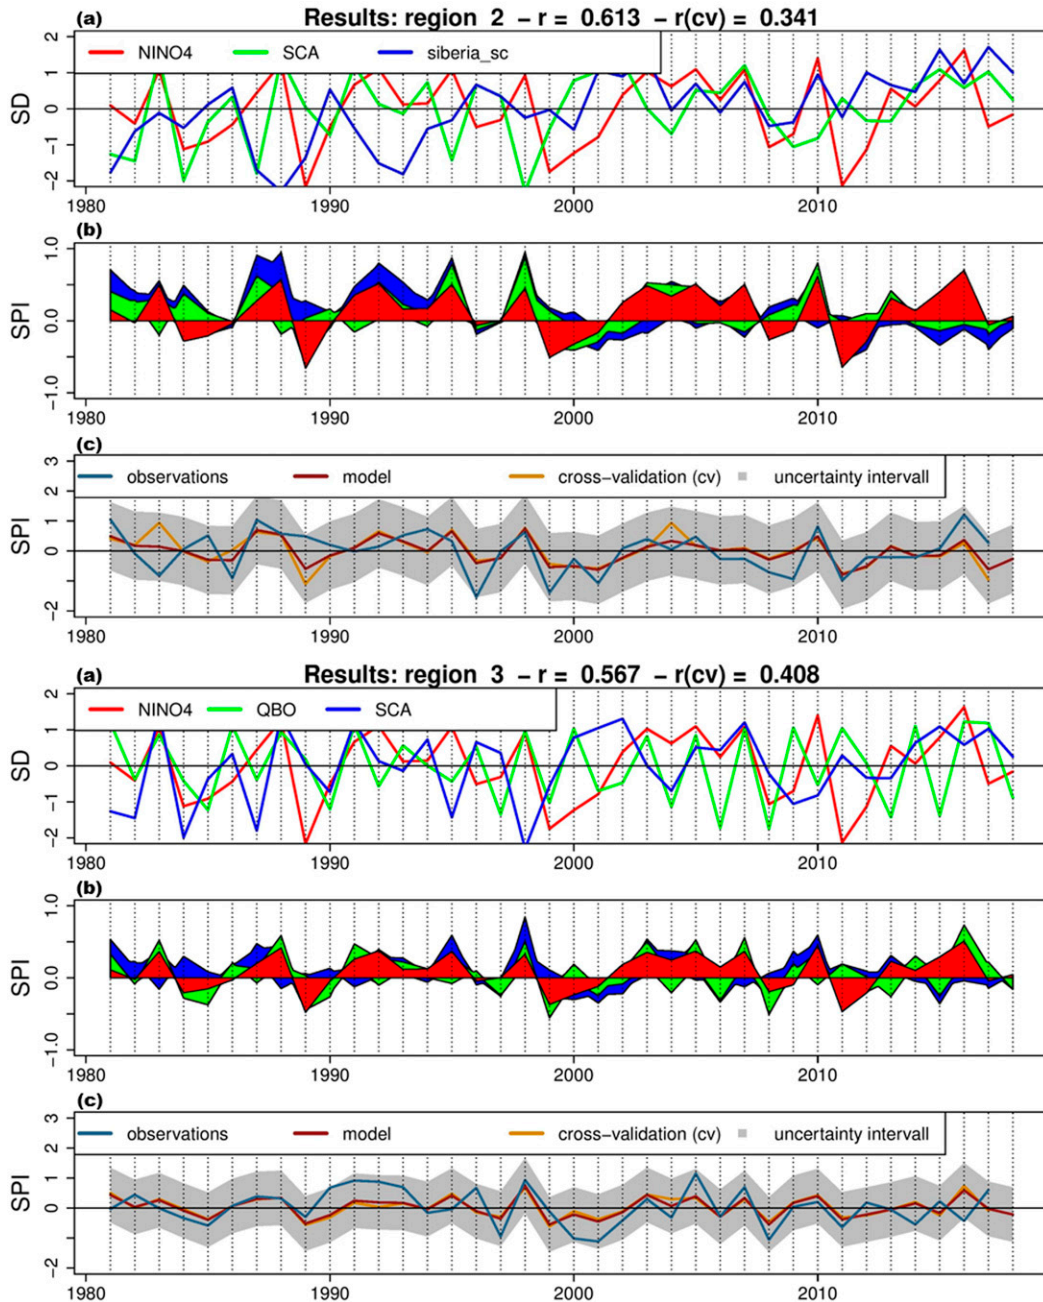 (a) Results: region 2 − r = 0.613 − r(cv) = 0.341
NINO4 SCA siberia_sc
SD
2
1
0
−1
−2
1980 1990 2000 2010
(b)
SPI
1.0
0.0
−1.0
1980 1990 2000 2010
(c)
observations model cross−validation (cv) uncertainty intervall
SPI
3
2
1
0
−2
1980 1990 2000 2010
(a) Results: region 3 − r = 0.567 − r(cv) = 0.408
NINO4 QBO SCA
SD
2
1
0
−1
−2
1980 1990 2000 2010
(b)
SPI
1.0
0.0
−1.0
1980 1990 2000 2010
(c)
observations model cross−validation (cv) uncertainty intervall
SPI
3
2
1
0
−2
1980 1990 2000 2010